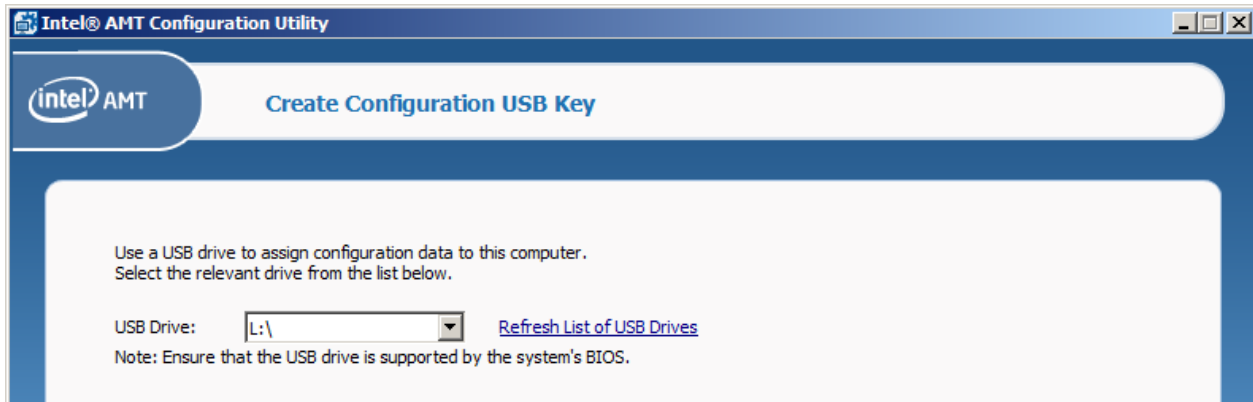 Intel® AMT Configuration Utility
intel AMT
Create Configuration USB Key
Use a USB drive to assign configuration data to this computer.
Select the relevant drive from the list below.
USB Drive: L:\ Refresh List of USB Drives
Note: Ensure that the USB drive is supported by the system's BIOS.